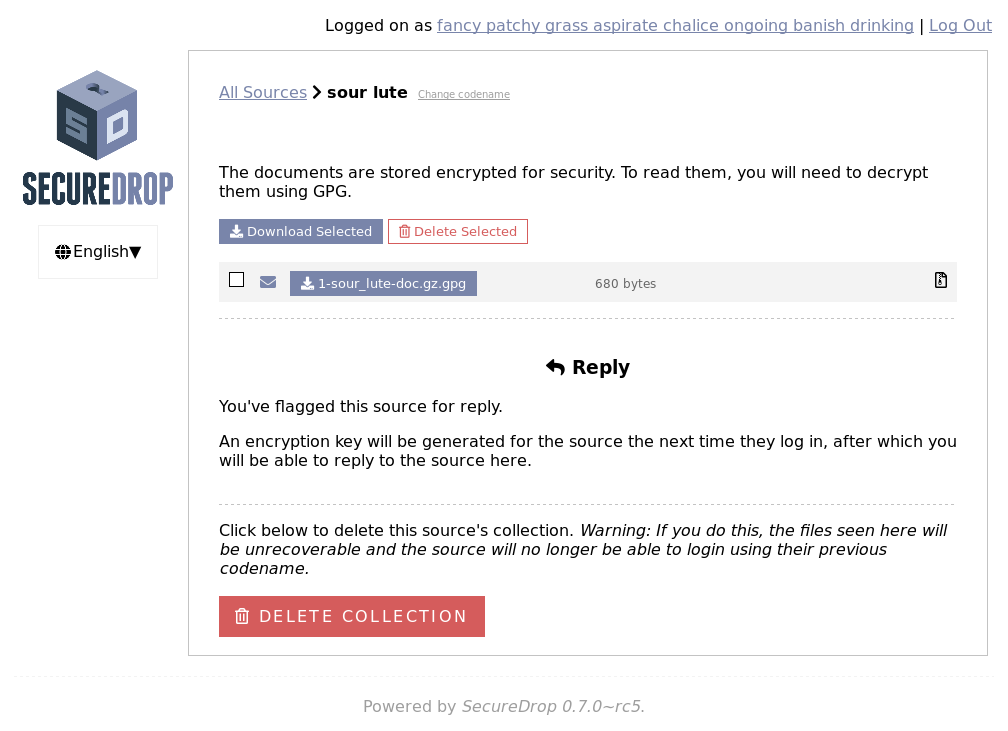 Logged on as fancy patchy grass aspirate chalice ongoing banish drinking | Log Out
SD
SECUREDROP
English▼
All Sources > sour lute Change codename
The documents are stored encrypted for security. To read them, you will need to decrypt
them using GPG.
Download Selected Delete Selected
1-sour_lute-doc.gz.gpg 680 bytes
Reply
You've flagged this source for reply.
An encryption key will be generated for the source the next time they log in, after which you
will be able to reply to the source here.
Click below to delete this source's collection. Warning: If you do this, the files seen here will
be unrecoverable and the source will no longer be able to login using their previous
codename.
DELETE COLLECTION
Powered by SecureDrop 0.7.0~rc5.